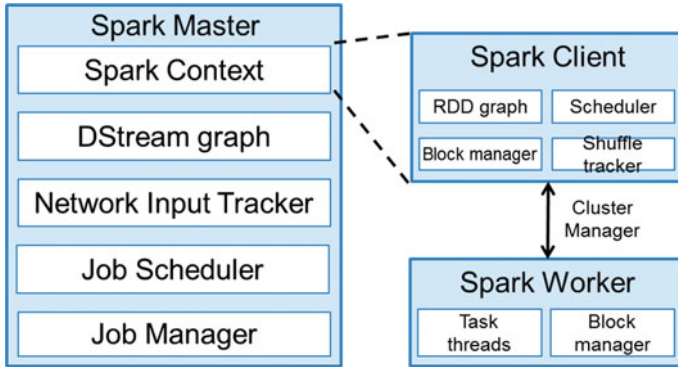 Spark Master
Spark Context
DStream graph
Network Input Tracker
Job Scheduler
Job Manager
Spark Client
RDD graph
Scheduler
Block manager
Shuffle
tracker
Cluster
Manager
Spark Worker
Task
threads
Block
manager